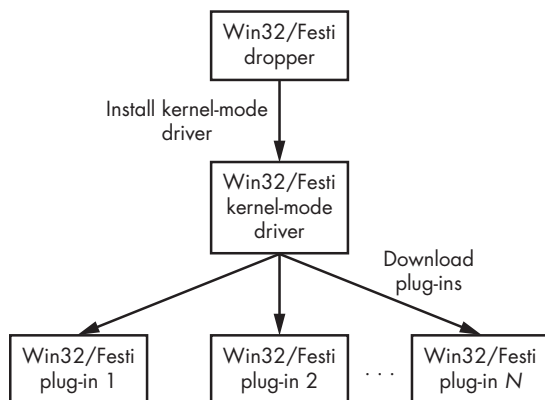 Win32/Festi
dropper
Install kernel-mode
driver
Win32/Festi
kernel-mode
driver
Download
plug-ins
Win32/Festi
plug-in 1
Win32/Festi
plug-in 2
. . .
Win32/Festi
plug-in N